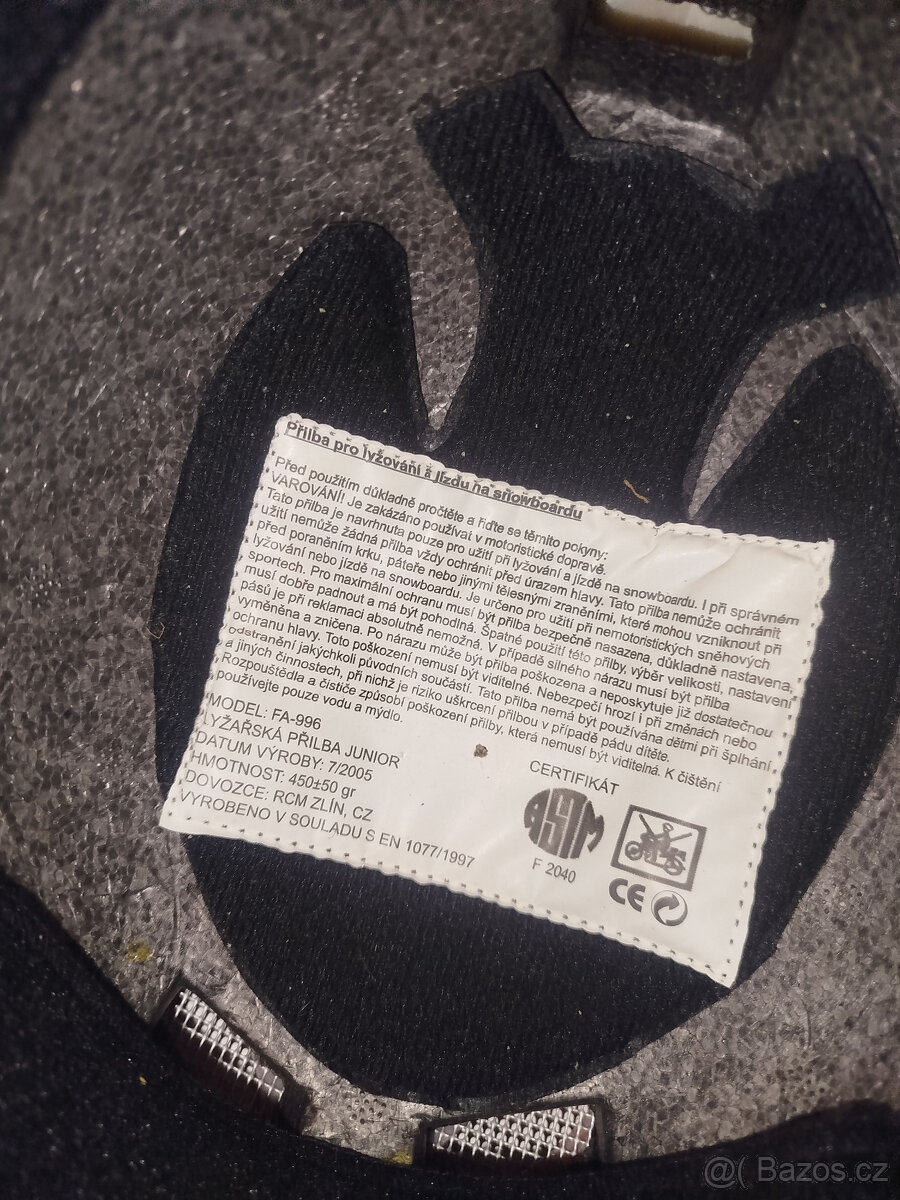 Přilba pro lyžování a jízdu na snowboardu
Před použitím důkladně pročtěte a řiďte se těmito pokyny:
VAROVÁNÍ! Je zakázáno používat v motoristické dopravě.
Tato přilba je navrhnuta pouze pro užití při lyžování a jízdě na snowboardu. I při správném
užití nemůže žádná přilba vždy ochránit před úrazem hlavy. Tato přilba nemůže ochránit
před poraněním krku, páteře nebo jinými tělesnými zraněními, které mohou vzniknout při
lyžování nebo jízdě na snowboardu. Je určeno pro užití při nemotoristických sněhových
sportech. Pro maximální ochranu musí být přilba bezpečně nasazena, důkladně nastavena,
musí dobře padnout a má být pohodlná. Špatné použití této přilby, výběr velikosti, nastavení
pásů je při reklamaci absolutně nemožná. V případě silného nárazu musí být přilba
vyměněna a zničena. Po nárazu může být přilba poškozena a neposkytuje již dostatečnou
ochranu hlavy. Toto poškození nemusí být viditelné. Nebezpečí hrozí i při změnách nebo
odstranění jakýchkoli původních součástí. Tato přilba nemá být používána dětmi při šplhání
a jiných činnostech, při nichž je riziko uškrcení přilbou v případě pádu dítěte.
Rozpouštědla a čističe způsobí poškození přilby, která nemusí být viditelná. K čištění
používejte pouze vodu a mýdlo.
MODEL: FA-996
LYŽAŘSKÁ PŘILBA JUNIOR
DATUM VÝROBY: 7/2005
HMOTNOST: 450±50 gr
DOVOZCE: RCM ZLÍN, CZ
VYROBENO V SOULADU S EN 1077/1997
CERTIFIKÁT
ASTM
F 2040
CE
@( Bazos.cz